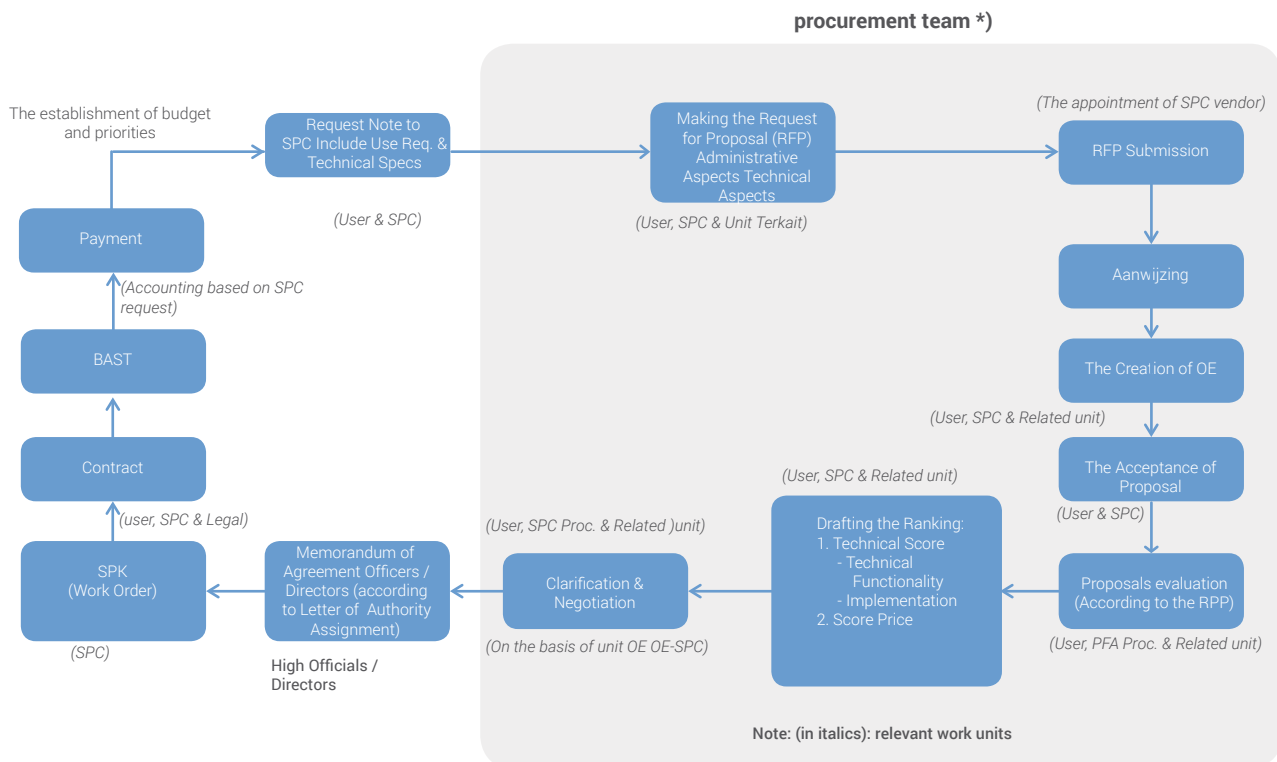 procurement team *)
The establishment of budget
and priorities
Request Note to
SPC Include Use Req. &
Technical Specs
(User & SPC)
Making the Request
for Proposal (RFP)
Administrative
Aspects Technical
Aspects
(User, SPC & Unit Terkait)
(The appointment of SPC vendor)
RFP Submission
Aanwijzing
The Creation of OE
(User, SPC & Related unit)
The Acceptance of
Proposal
(User & SPC)
Proposals evaluation
(According to the RPP)
(User, PFA Proc. & Related unit)
(User, SPC & Related unit)
Drafting the Ranking:
1. Technical Score
- Technical
Functionality
- Implementation
2. Score Price
(User, SPC Proc. & Related )unit)
Clarification &
Negotiation
(On the basis of unit OE OE-SPC)
Memorandum of
Agreement Officers /
Directors (according
to Letter of Authority
Assignment)
High Officials /
Directors
SPK
(Work Order)
(SPC)
(user, SPC & Legal)
Contract
BAST
(Accounting based on SPC
request)
Payment
Note: (in italics): relevant work units